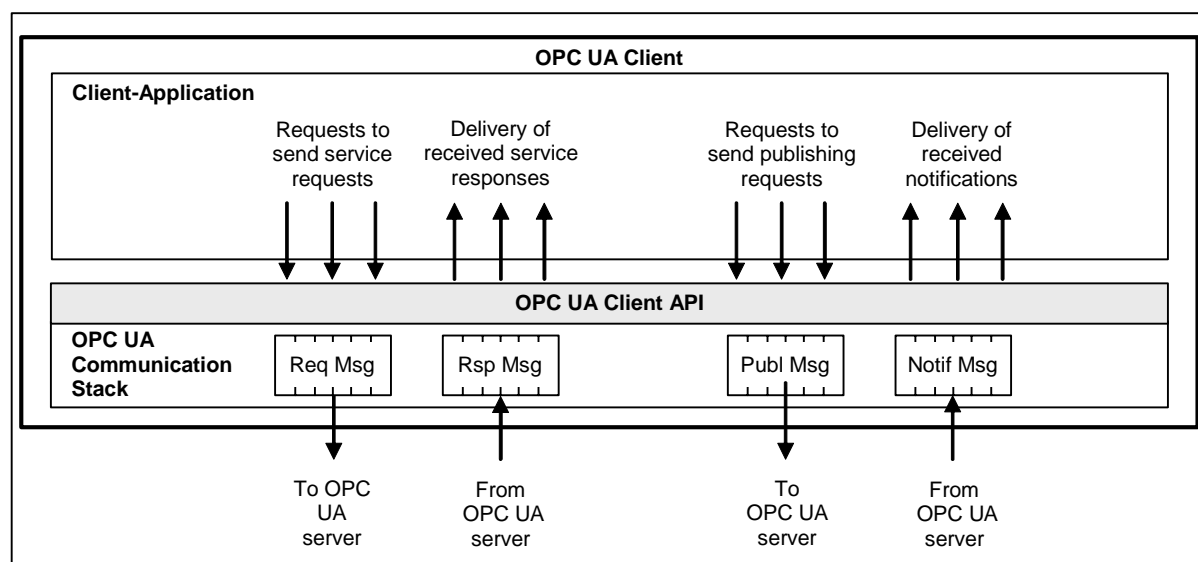 OPC UA Client
Client-Application
Requests to
send service
requests
Delivery of
received service
responses
Requests to
send publishing
requests
Delivery of
received
notifications
OPC UA Client API
OPC UA
Communication
Stack
Req Msg
Rsp Msg
Publ Msg
Notif Msg
To OPC
UA
server
From
OPC UA
server
To
OPC UA
server
From
OPC UA
server